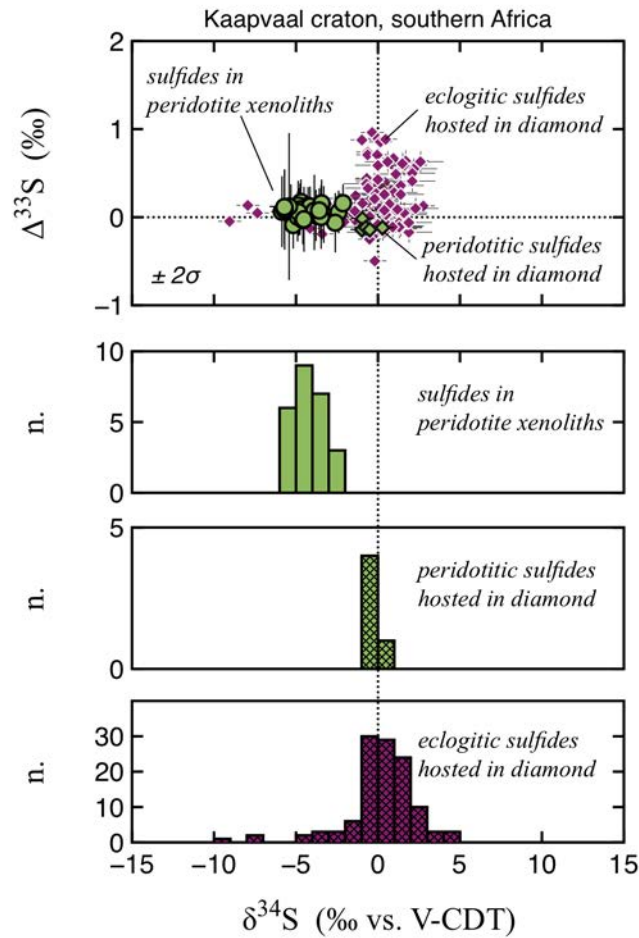 Kaapvaal craton, southern Africa
2
1
0
−1
Δ³³S (‰)
sulfides in
peridotite xenoliths
eclogitic sulfides
hosted in diamond
peridotitic sulfides
hosted in diamond
± 2σ
10
5
0
n.
sulfides in
peridotite xenoliths
5
0
n.
peridotitic sulfides
hosted in diamond
30
20
10
0
n.
eclogitic sulfides
hosted in diamond
−15 −10 −5 0 5 10 15
δ³⁴S (‰ vs. V-CDT)